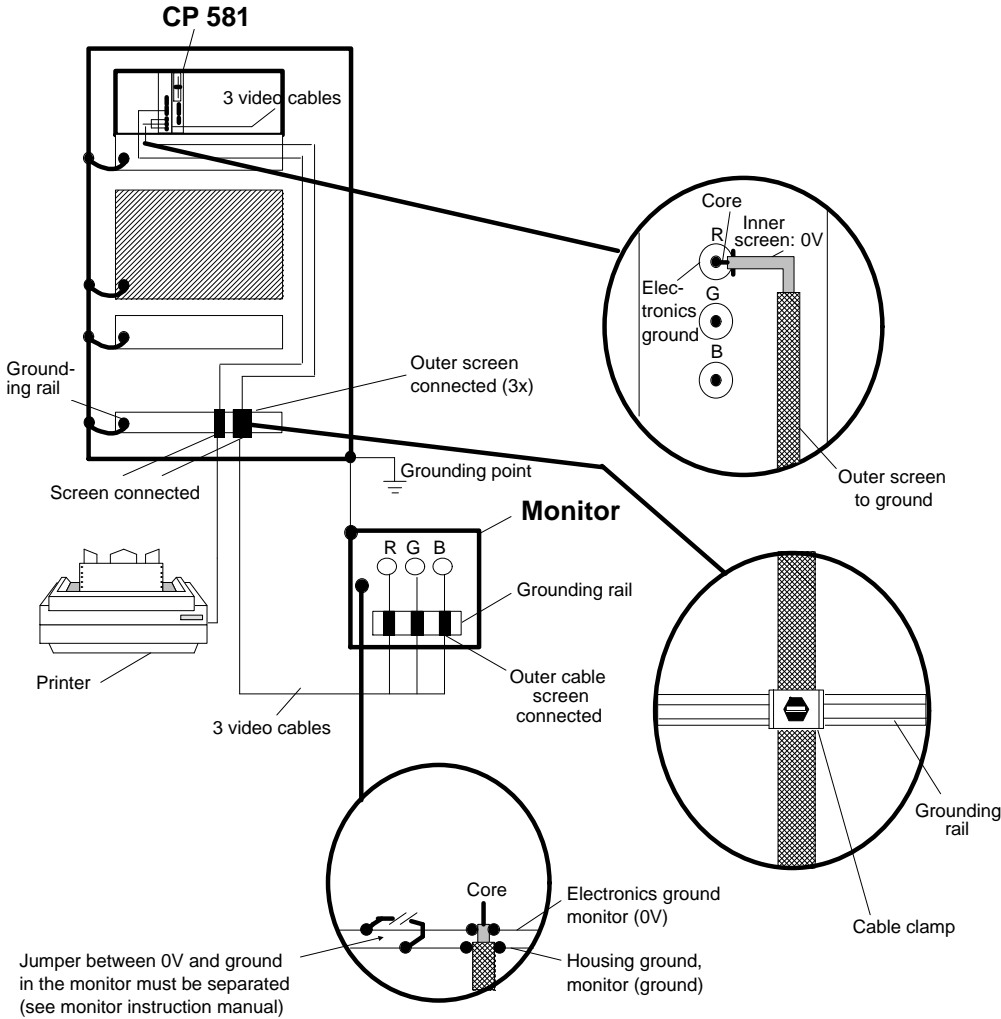 CP 581
3 video cables
Core
R
Inner
screen: 0V
Elec-
tronics
ground
G
B
Ground-
ing rail
Outer screen
connected (3x)
Screen connected
Grounding point
Outer screen
to ground
Monitor
R G B
Grounding rail
Printer
Outer cable
screen
connected
3 video cables
Grounding
rail
Cable clamp
Core
Electronics ground
monitor (0V)
Housing ground,
monitor (ground)
Jumper between 0V and ground
in the monitor must be separated
(see monitor instruction manual)